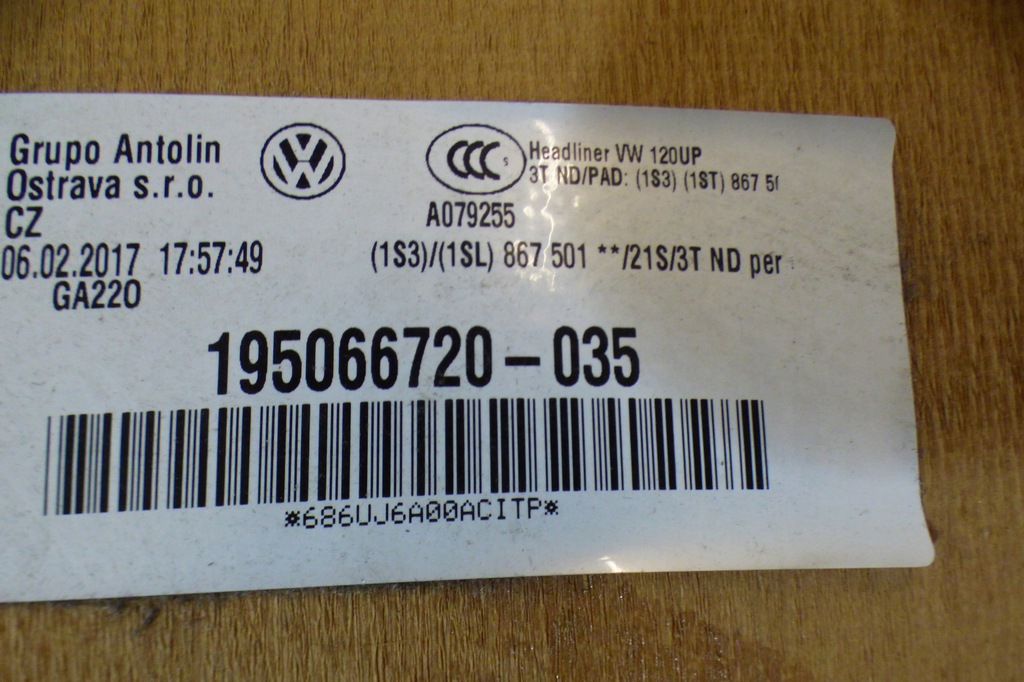 Grupo Antolin
Ostrava s.r.o.
CZ
06.02.2017 17:57:49
GA220
CCC S
A079255
Headliner VW 120UP
3T ND/PAD: (1S3) (1ST) 867
(1S3)/(1SL) 867 501 **/21S/3T ND per
195066720-035
*686UJ6A00ACITP*